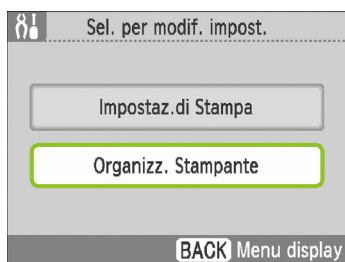 Sel. per modif. impost.
Impostaz.di Stampa
Organizz. Stampante
BACK Menu display